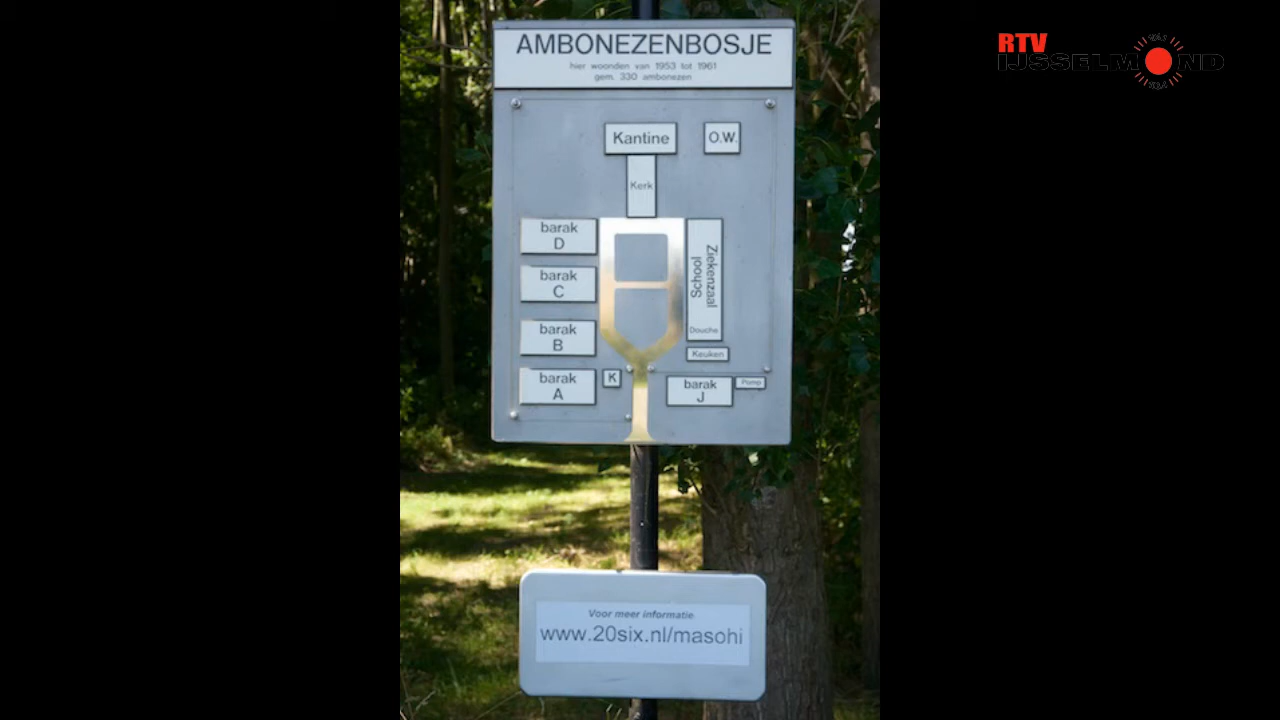 AMBONEZENBOSJE
hier woonden van 1953 tot 1961
gem. 330 ambonezen
RTV
IJSSELMOND
Kantine
O.W.
Kerk
barak
D
barak
C
barak
B
barak
A
K
School
Ziekenzaal
Douche
Keuken
barak
J
Pomp
Voor meer informatie
www.20six.nl/masohi